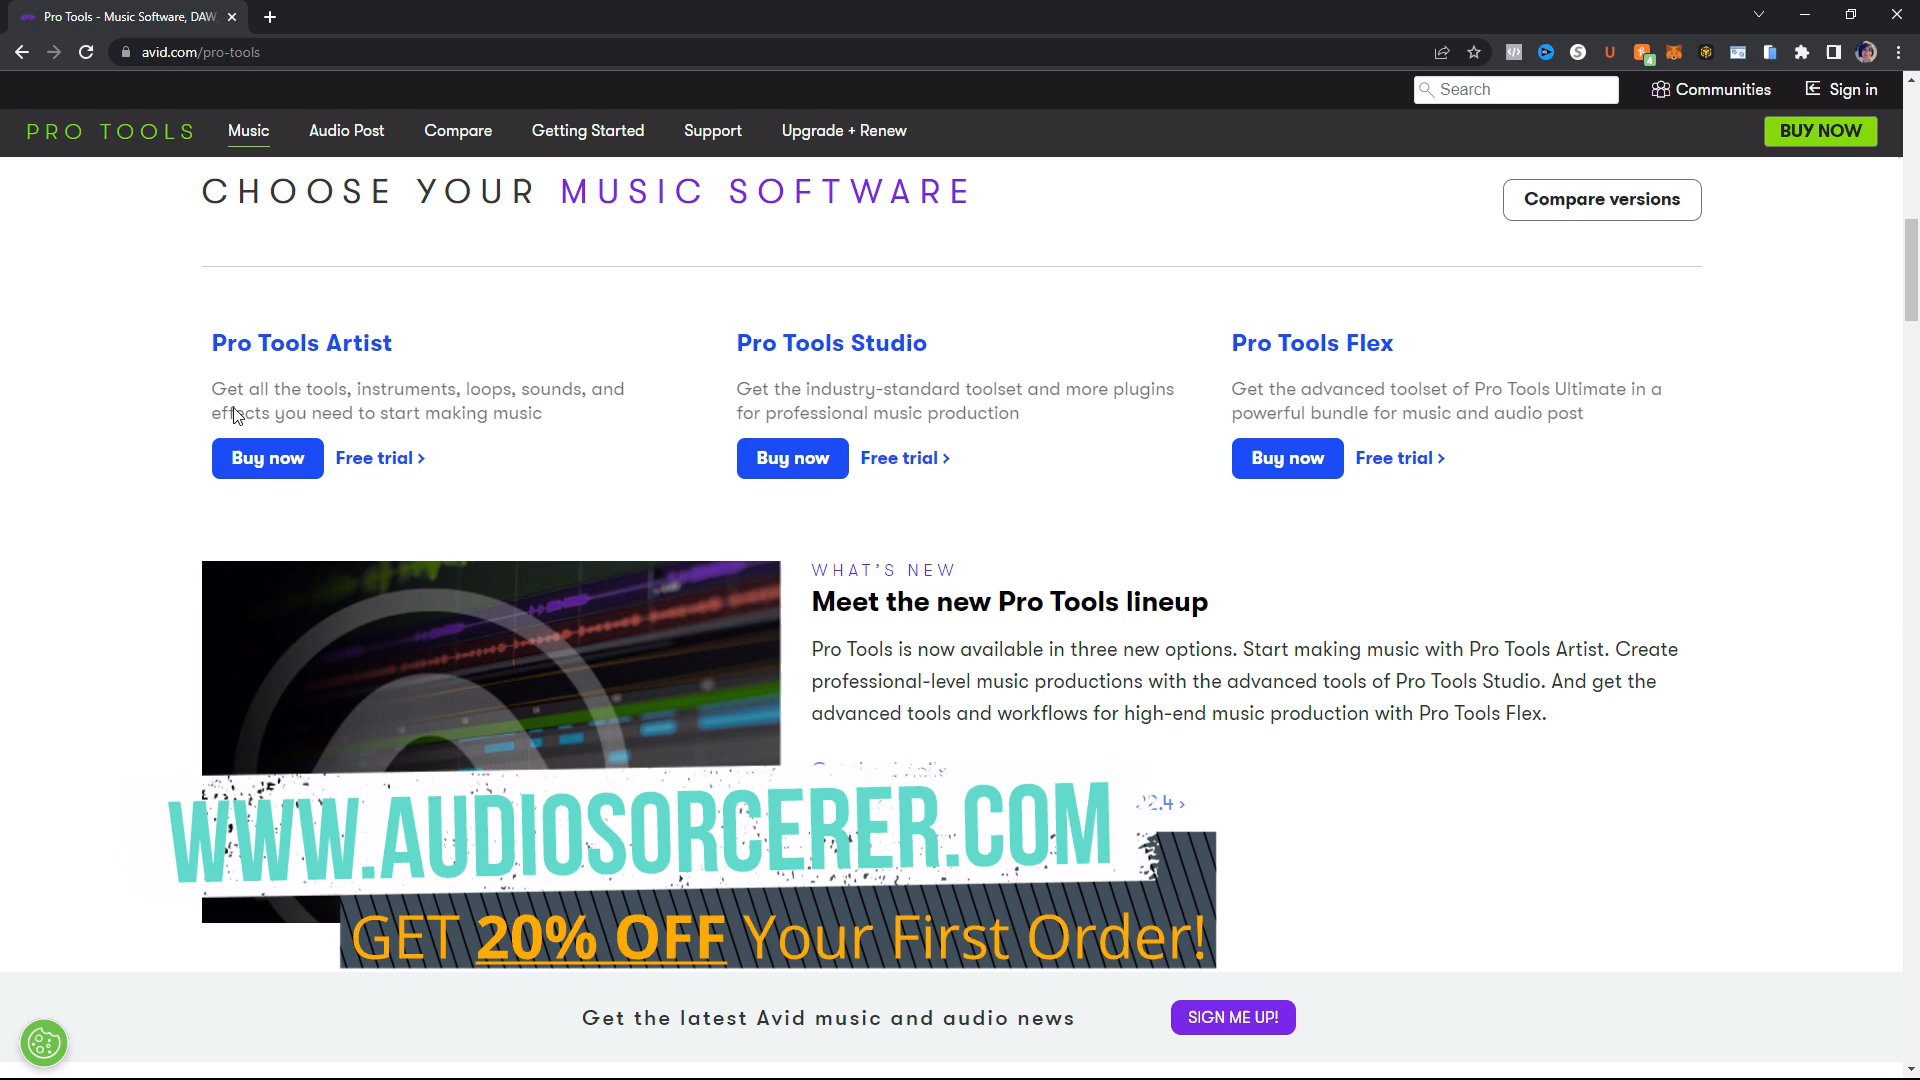 Pro Tools - Music Software, DAW
avid.com/pro-tools
4
Search
Communities
Sign in
PRO TOOLS
Music
Audio Post
Compare
Getting Started
Support
Upgrade + Renew
BUY NOW
CHOOSE YOUR MUSIC SOFTWARE
Compare versions
Pro Tools Artist
Get all the tools, instruments, loops, sounds, and
effects you need to start making music
Buy now
Free trial ›
Pro Tools Studio
Get the industry-standard toolset and more plugins
for professional music production
Buy now
Free trial ›
Pro Tools Flex
Get the advanced toolset of Pro Tools Ultimate in a
powerful bundle for music and audio post
Buy now
Free trial ›
WHAT'S NEW
Meet the new Pro Tools lineup
Pro Tools is now available in three new options. Start making music with Pro Tools Artist. Create
professional-level music productions with the advanced tools of Pro Tools Studio. And get the
advanced tools and workflows for high-end music production with Pro Tools Flex.
22.4 ›
WWW.AUDIOSORCERER.COM
GET 20% OFF Your First Order!
Get the latest Avid music and audio news
SIGN ME UP!